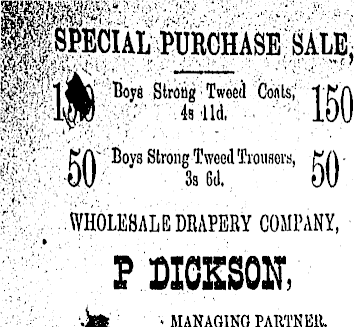 SPECIAL PURCHASE SALE,
150 Boys Strong Tweed Coats, 150
4s 11d.
50 Boys Strong Tweed Trousers, 50
3s 6d.
WHOLESALE DRAPERY COMPANY,
P DICKSON,
MANAGING PARTNER.